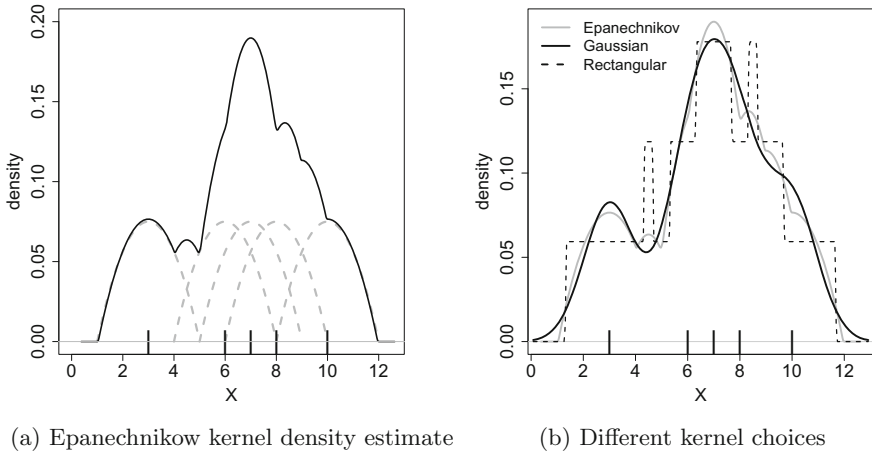 0.20
0.15
0.10
0.05
0.00
density
0 2 4 6 8 10 12
X
(a) Epanechnikow kernel density estimate
Epanechnikov
Gaussian
Rectangular
0.15
0.10
0.05
0.00
density
0 2 4 6 8 10 12
X
(b) Different kernel choices